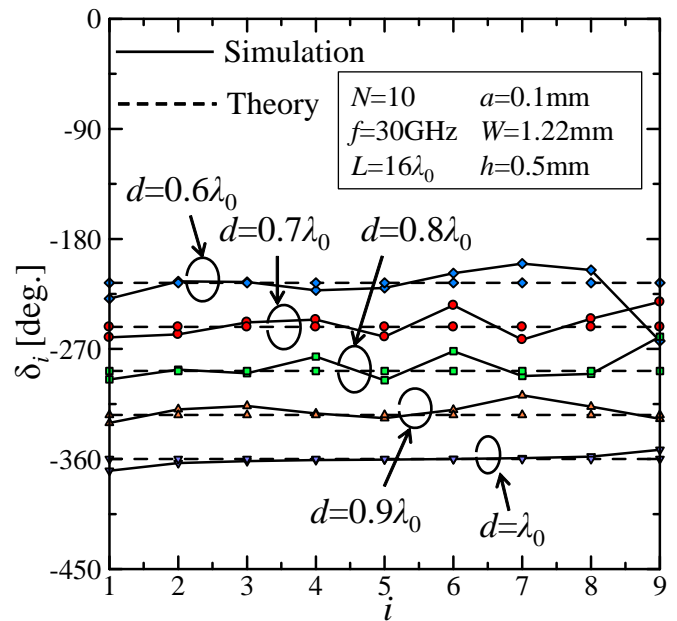 0
-90
-180
-270
-360
-450
δᵢ [deg.]
Simulation
Theory
N=10 a=0.1mm
f=30GHz W=1.22mm
L=16λ₀ h=0.5mm
d=0.6λ₀
d=0.7λ₀
d=0.8λ₀
d=0.9λ₀
d=λ₀
1 2 3 4 5 6 7 8 9
i